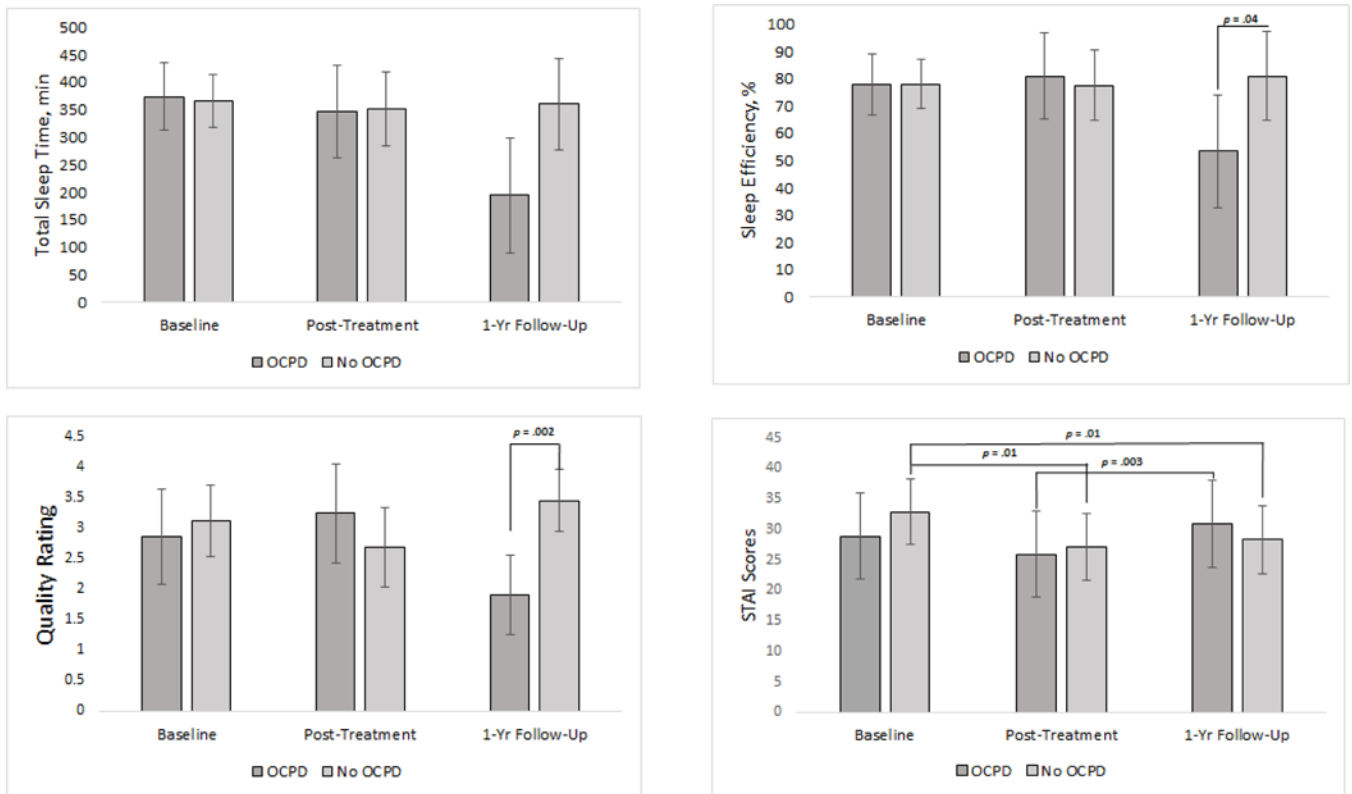 Total Sleep Time, min
500
450
400
350
300
250
200
150
100
50
0
Baseline Post-Treatment 1-Yr Follow-Up
OCPD No OCPD
Sleep Efficiency, %
100
90
80
70
60
50
40
30
20
10
0
p = .04
Baseline Post-Treatment 1-Yr Follow-Up
OCPD No OCPD
Quality Rating
4.5
4
3.5
3
2.5
2
1.5
1
0.5
0
p = .002
Baseline Post-Treatment 1-Yr Follow-Up
OCPD No OCPD
STAI Scores
45
40
35
30
25
20
15
10
5
0
p = .01
p = .01
p = .003
Baseline Post-Treatment 1-Yr Follow-Up
OCPD No OCPD